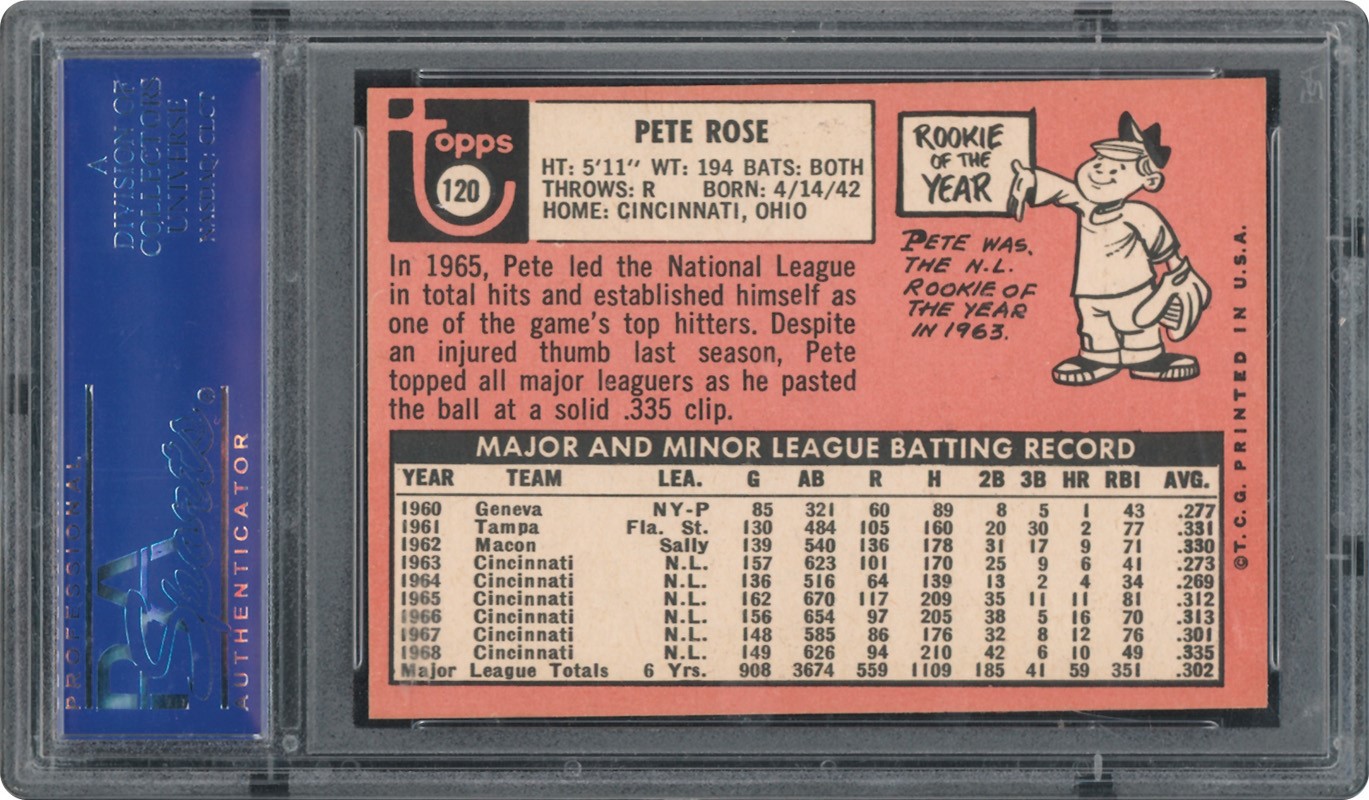 A
DIVISION OF
COLLECTORS
UNIVERSE
NASDAQ: CLCT
PROFESSIONAL
PSA
Sports
AUTHENTICATOR
topps
120
PETE ROSE
HT: 5'11" WT: 194 BATS: BOTH
THROWS: R BORN: 4/14/42
HOME: CINCINNATI, OHIO
In 1965, Pete led the National League
in total hits and established himself as
one of the game's top hitters. Despite
an injured thumb last season, Pete
topped all major leaguers as he pasted
the ball at a solid .335 clip.
ROOKIE
OF THE
YEAR
PETE WAS
THE N.L.
ROOKIE OF
THE YEAR
IN 1963.
MAJOR AND MINOR LEAGUE BATTING RECORD
YEAR TEAM LEA. G AB R H 2B 3B HR RBI AVG.
1960 Geneva NY-P 85 321 60 89 8 5 1 43 .277
1961 Tampa Fla. St. 130 484 105 160 20 30 2 77 .331
1962 Macon Sally 139 540 136 178 31 17 9 71 .330
1963 Cincinnati N.L. 157 623 101 170 25 9 6 41 .273
1964 Cincinnati N.L. 136 516 64 139 13 2 4 34 .269
1965 Cincinnati N.L. 162 670 117 209 35 11 11 81 .312
1966 Cincinnati N.L. 156 654 97 205 38 5 16 70 .313
1967 Cincinnati N.L. 148 585 86 176 32 8 12 76 .301
1968 Cincinnati N.L. 149 626 94 210 42 6 10 49 .335
Major League Totals 6 Yrs. 908 3674 559 1109 185 41 59 351 .302
©T.C.G. PRINTED IN U.S.A.